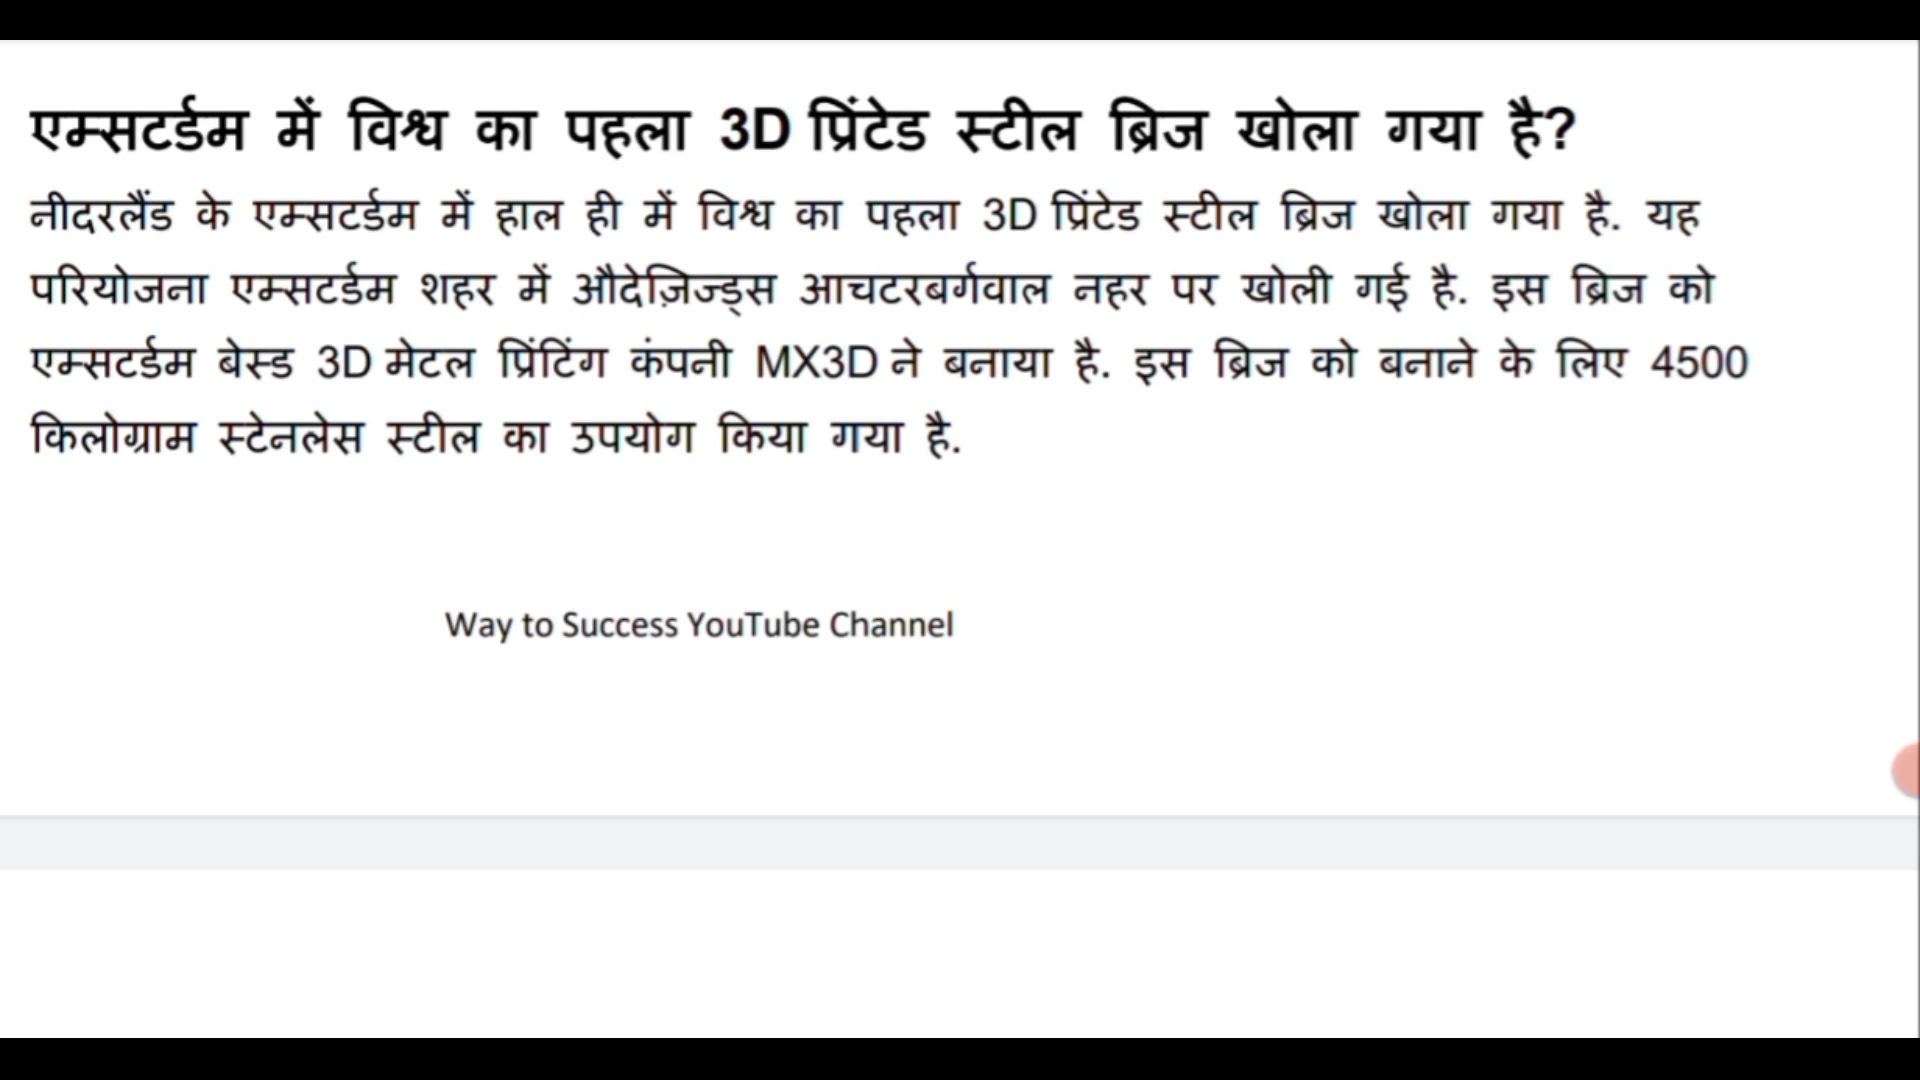 एम्सटर्डम में विश्व का पहला 3D प्रिंटेड स्टील ब्रिज खोला गया है?
नीदरलैंड के एम्सटर्डम में हाल ही में विश्व का पहला 3D प्रिंटेड स्टील ब्रिज खोला गया है. यह
परियोजना एम्सटर्डम शहर में औदेज़िज्ड्स आचटरबर्गवाल नहर पर खोली गई है. इस ब्रिज को
एम्सटर्डम बेस्ड 3D मेटल प्रिंटिंग कंपनी MX3D ने बनाया है. इस ब्रिज को बनाने के लिए 4500
किलोग्राम स्टेनलेस स्टील का उपयोग किया गया है.
Way to Success YouTube Channel